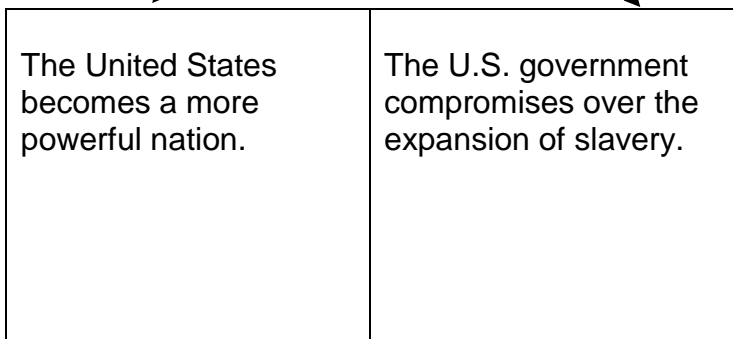 The United States
becomes a more
powerful nation.
The U.S. government
compromises over the
expansion of slavery.